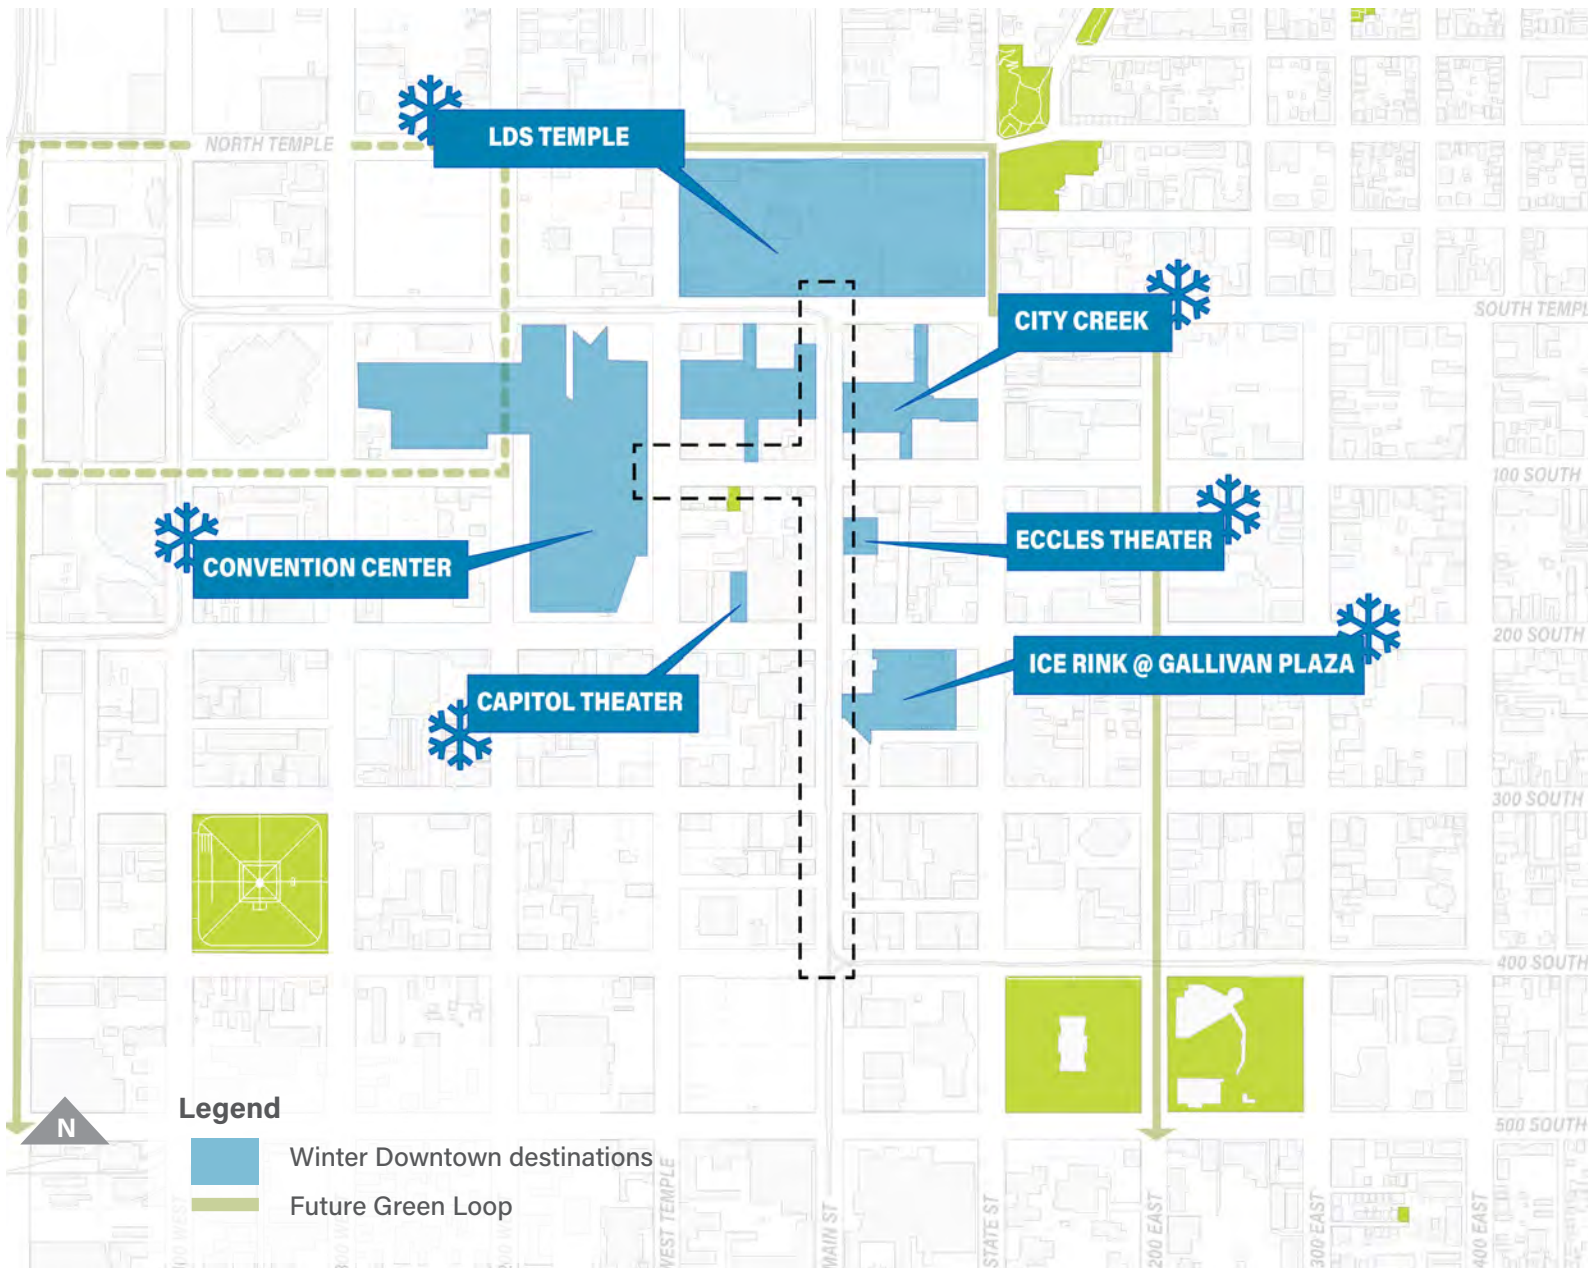 LDS TEMPLE
NORTH TEMPLE
CITY CREEK
SOUTH TEMPL
100 SOUTH
ECCLES THEATER
CONVENTION CENTER
200 SOUTH
ICE RINK @ GALLIVAN PLAZA
CAPITOL THEATER
300 SOUTH
400 SOUTH
500 SOUTH
N
Legend
Winter Downtown destinations
Future Green Loop
WEST TEMPLE
MAIN ST
STATE ST
200 EAST
300 EAST
400 EAST